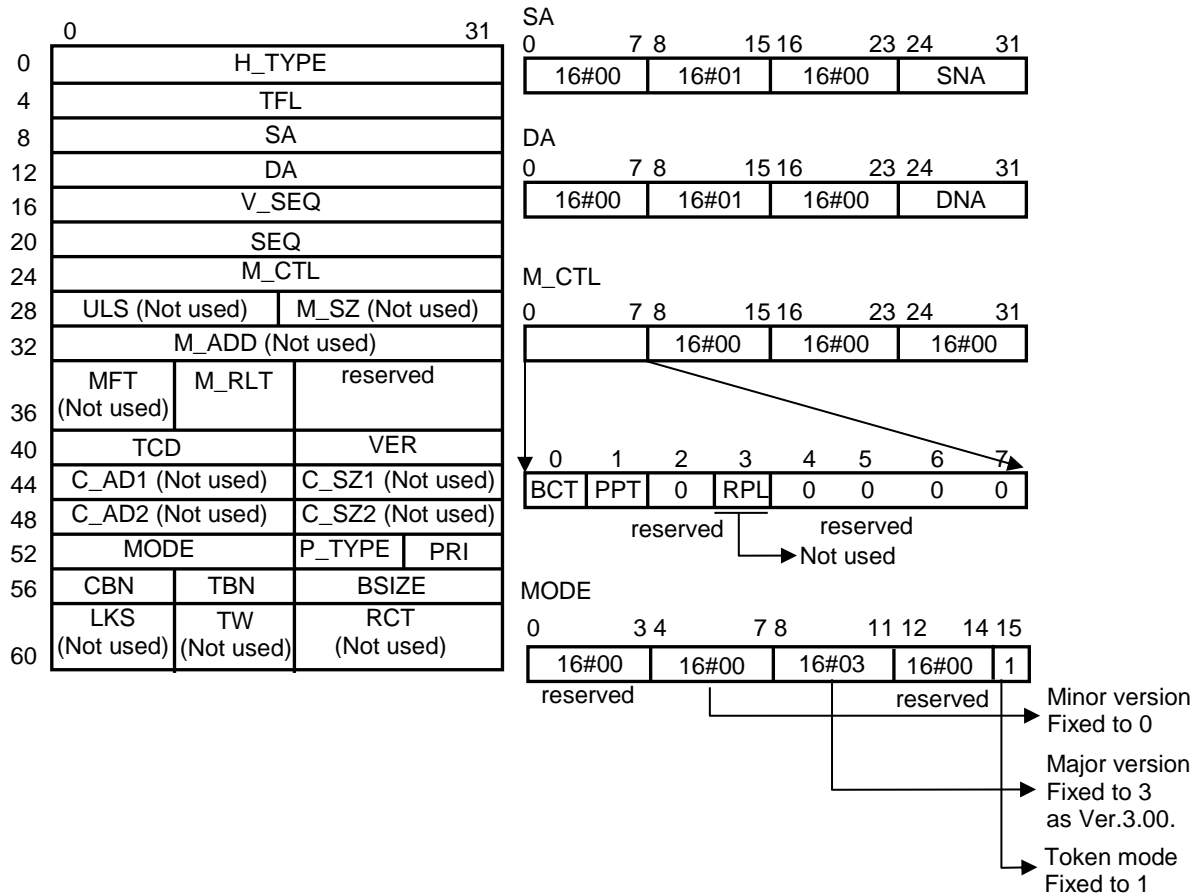 0 31
0 H_TYPE
4 TFL
8 SA
12 DA
16 V_SEQ
20 SEQ
24 M_CTL
28 ULS (Not used) M_SZ (Not used)
32 M_ADD (Not used)
36 MFT (Not used) M_RLT reserved
40 TCD VER
44 C_AD1 (Not used) C_SZ1 (Not used)
48 C_AD2 (Not used) C_SZ2 (Not used)
52 MODE P_TYPE PRI
56 CBN TBN BSIZE
60 LKS (Not used) TW (Not used) RCT (Not used)
SA
0 7 8 15 16 23 24 31
16#00 16#01 16#00 SNA
DA
0 7 8 15 16 23 24 31
16#00 16#01 16#00 DNA
M_CTL
0 7 8 15 16 23 24 31
16#00 16#00 16#00
0 1 2 3 4 5 6 7
BCT PPT 0 RPL 0 0 0 0
reserved reserved
Not used
MODE
0 3 4 7 8 11 12 14 15
16#00 16#00 16#03 16#00 1
reserved reserved
Minor version
Fixed to 0
Major version
Fixed to 3
as Ver.3.00.
Token mode
Fixed to 1